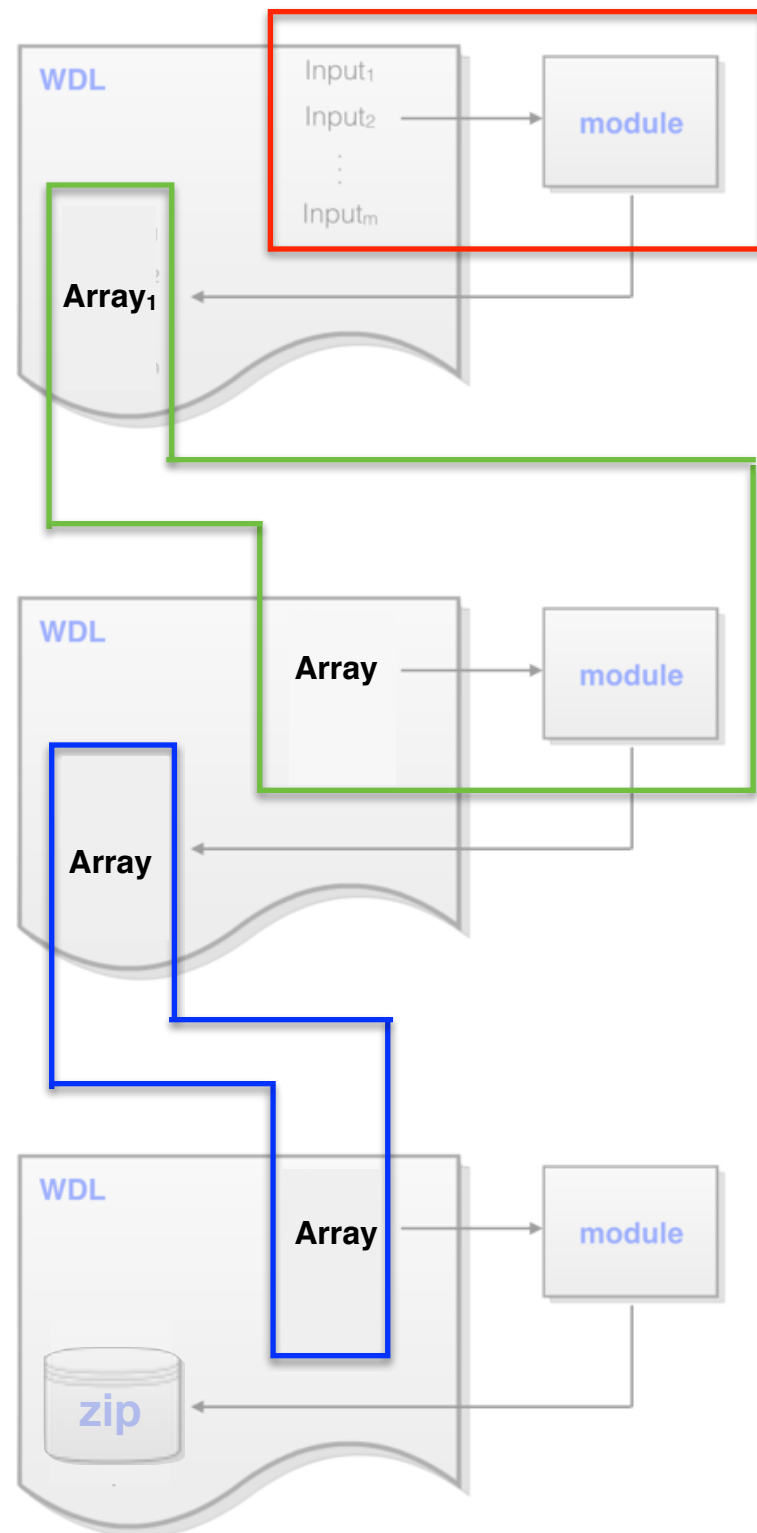 WDL
Input₁
Input₂
module
⋮
Inputₘ
Array₁
WDL
Array
module
Array
WDL
Array
module
zip